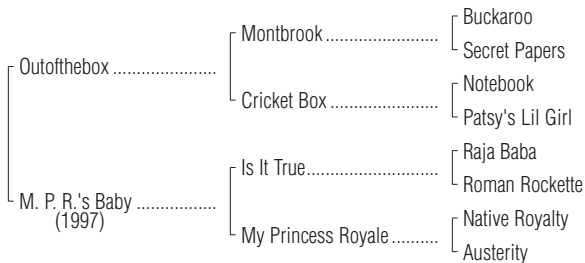 Buckaroo
Montbrook ..........................
Secret Papers
Outofthebox ........................
Notebook
Cricket Box ..........................
Patsy's Lil Girl
Raja Baba
Is It True..............................
Roman Rockette
M. P. R.'s Baby ..................
(1997)
Native Royalty
My Princess Royale ..........
Austerity